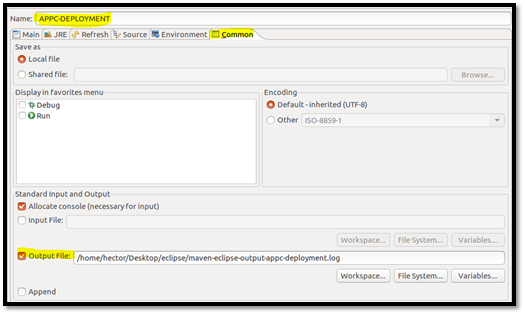 Name: APPC-DEPLOYMENT
Main JRE Refresh Source Environment Common
Save as
Local file
Shared file: Browse...
Display in favorites menu
Debug
Run
Encoding
Default - inherited (UTF-8)
Other ISO-8859-1
Standard Input and Output
Allocate console (necessary for input)
Input File:
Workspace... File System... Variables...
Output File: /home/hector/Desktop/eclipse/maven-eclipse-output-appc-deployment.log
Workspace... File System... Variables...
Append